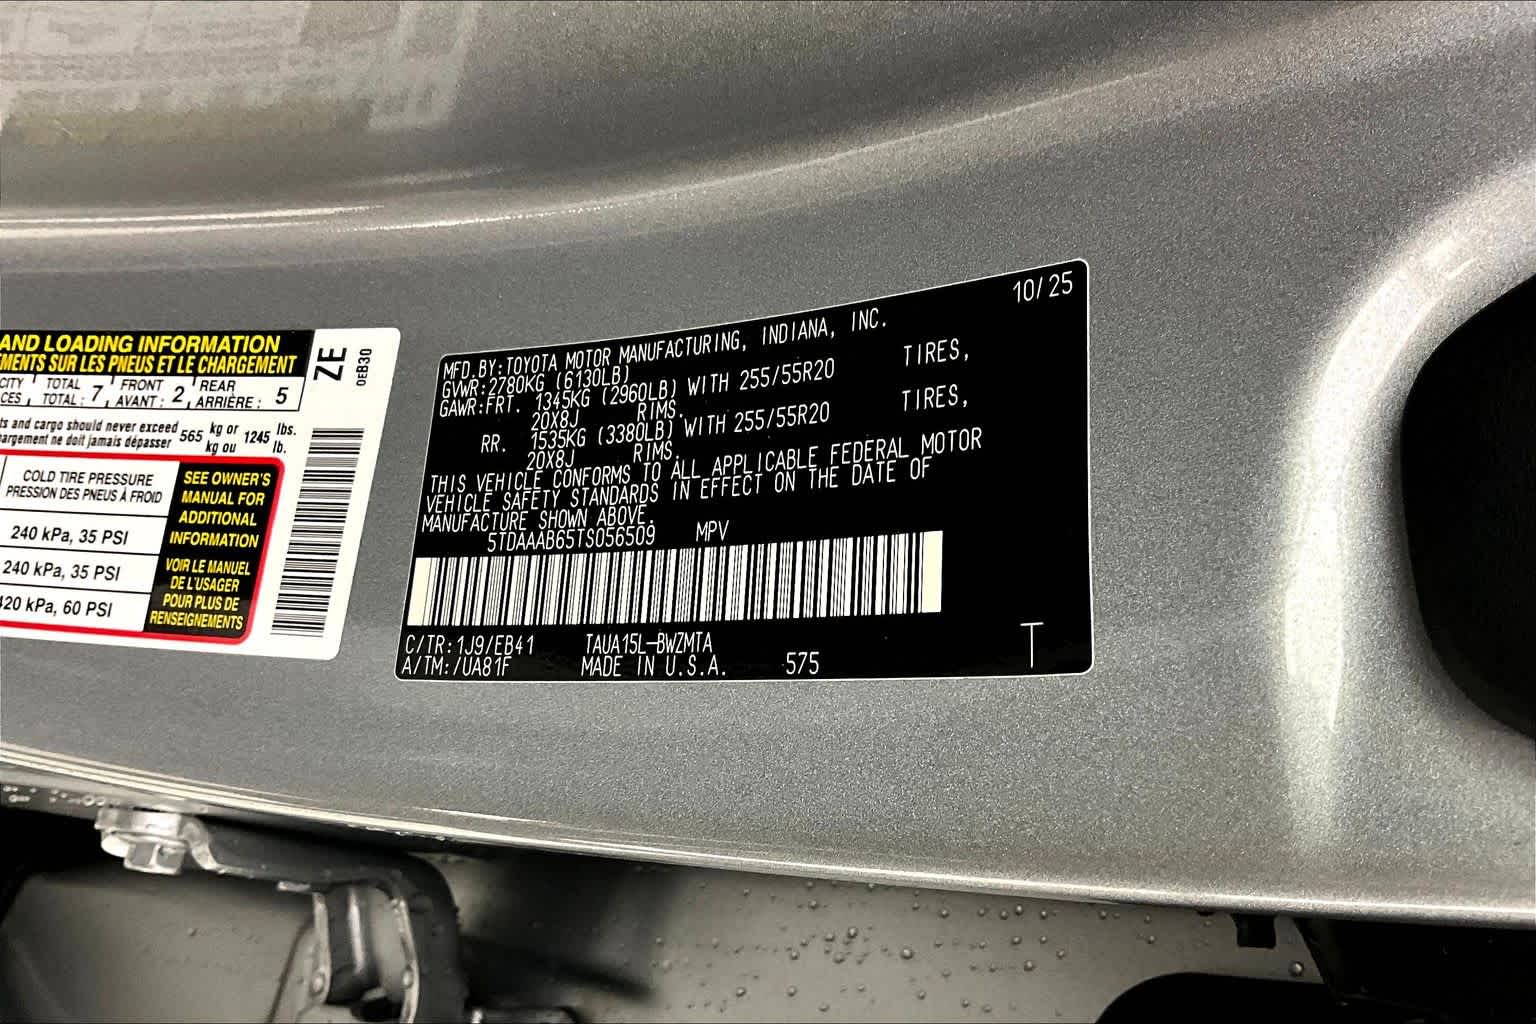 AND LOADING INFORMATION
MENTS SUR LES PNEUS ET LE CHARGEMENT
CITY TOTAL 7 FRONT 2 REAR 5
CES, TOTAL : AVANT : ARRIÈRE :
ts and cargo should never exceed 565 kg or 1245 lbs.
argement ne doit jamais dépasser kg ou lb.
COLD TIRE PRESSURE
PRESSION DES PNEUS À FROID
240 kPa, 35 PSI
240 kPa, 35 PSI
420 kPa, 60 PSI
SEE OWNER'S
MANUAL FOR
ADDITIONAL
INFORMATION
VOIR LE MANUEL
DE L'USAGER
POUR PLUS DE
RENSEIGNEMENTS
ZE
0EB30
10/25
MFD.BY:TOYOTA MOTOR MANUFACTURING, INDIANA, INC.
GVWR:2780KG (6130LB)
GAWR:FRT. 1345KG (2960LB) WITH 255/55R20 TIRES,
20X8J RIMS.
RR. 1535KG (3380LB) WITH 255/55R20 TIRES,
20X8J RIMS.
THIS VEHICLE CONFORMS TO ALL APPLICABLE FEDERAL MOTOR
VEHICLE SAFETY STANDARDS IN EFFECT ON THE DATE OF
MANUFACTURE SHOWN ABOVE.
5TDAAAB65TS056509 MPV
C/TR:1J9/EB41 TAUA15L-BWZMTA
A/TM:/UA81F MADE IN U.S.A. 575
T